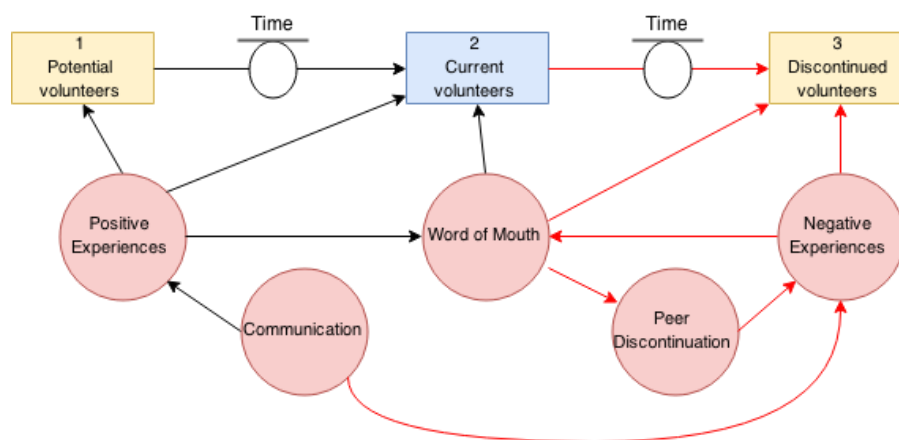 Time
Time
1
Potential
volunteers
2
Current
volunteers
3
Discontinued
volunteers
Positive
Experiences
Word of Mouth
Negative
Experiences
Communication
Peer
Discontinuation